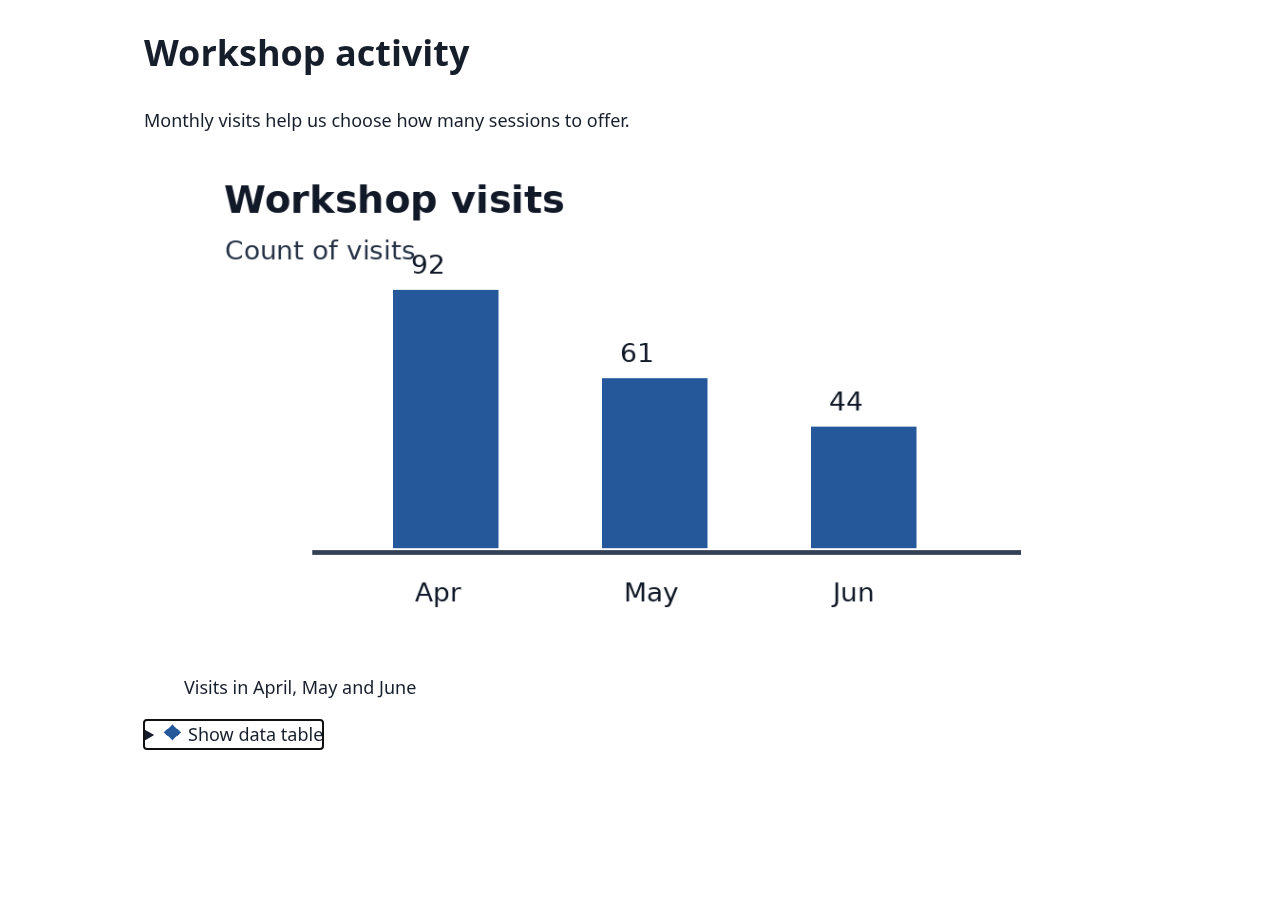 Workshop activity
Monthly visits help us choose how many sessions to offer.
Workshop visits
Count of visits
92
61
44
Apr May Jun
Visits in April, May and June
Show data table